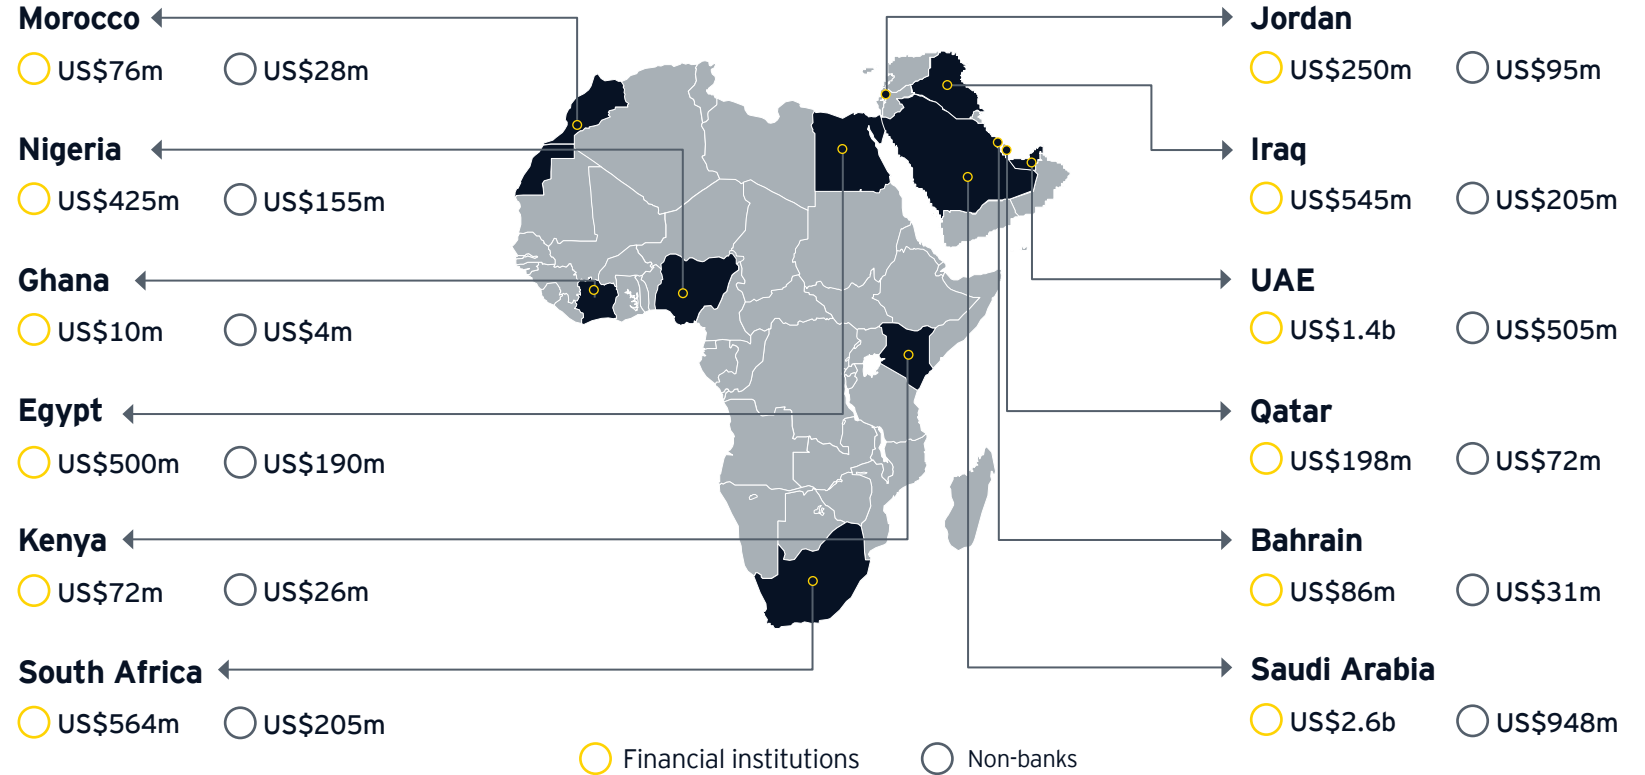 Morocco
US$76m US$28m
Nigeria
US$425m US$155m
Ghana
US$10m US$4m
Egypt
US$500m US$190m
Kenya
US$72m US$26m
South Africa
US$564m US$205m
Jordan
US$250m US$95m
Iraq
US$545m US$205m
UAE
US$1.4b US$505m
Qatar
US$198m US$72m
Bahrain
US$86m US$31m
Saudi Arabia
US$2.6b US$948m
Financial institutions Non-banks